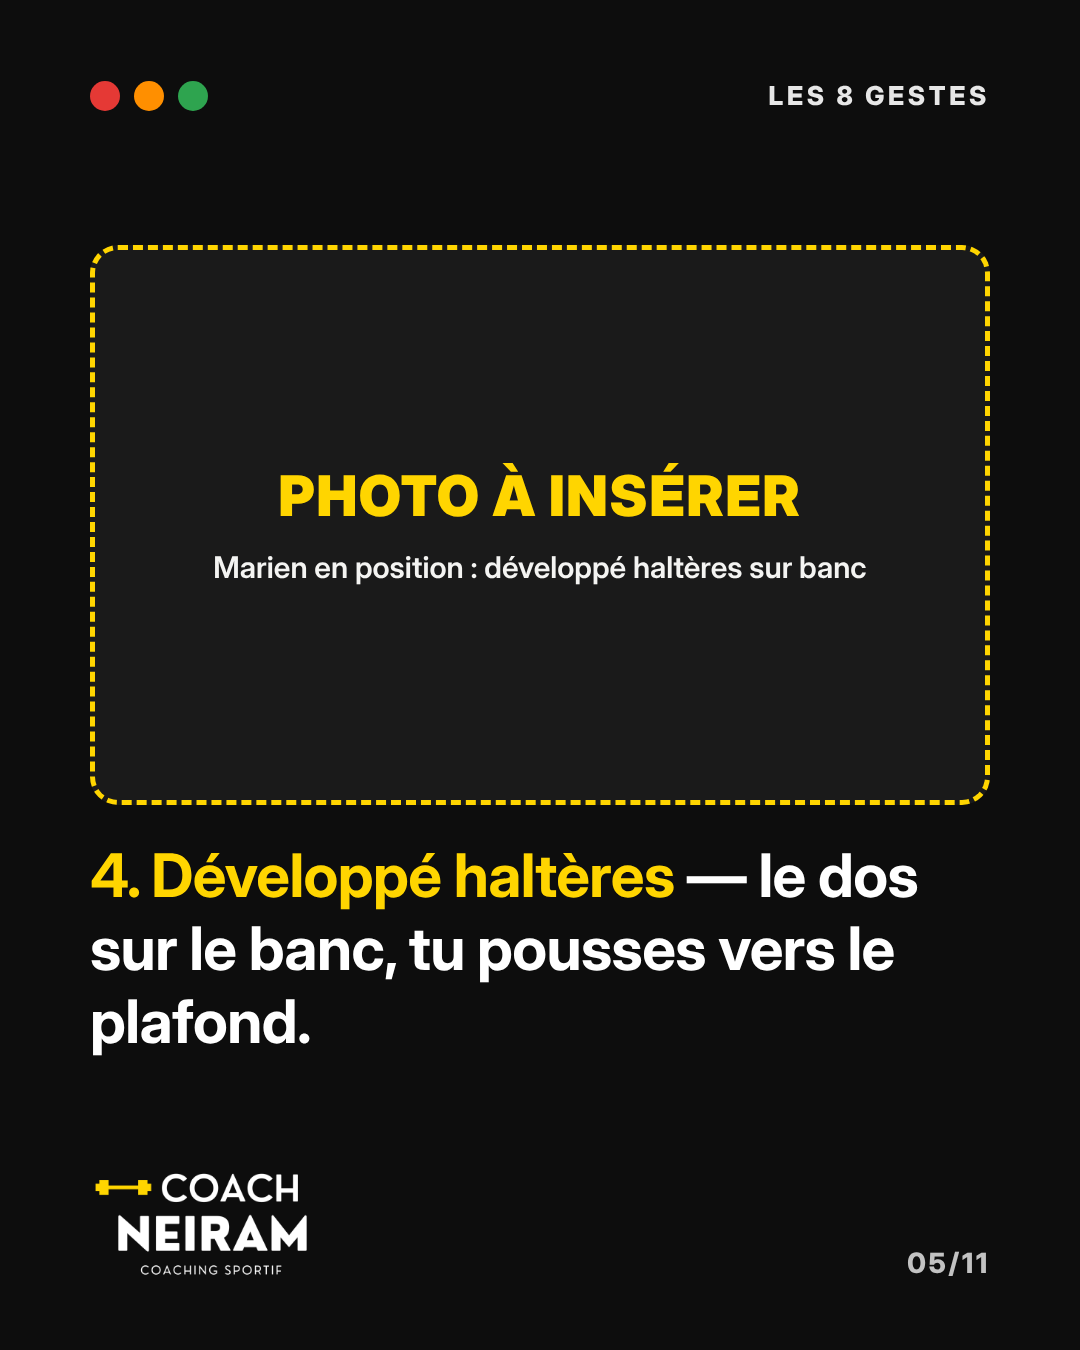 LES 8 GESTES
PHOTO À INSÉRER
Marien en position : développé haltères sur banc
4. Développé haltères — le dos
sur le banc, tu pousses vers le
plafond.
COACH
NEIRAM
COACHING SPORTIF
05/11